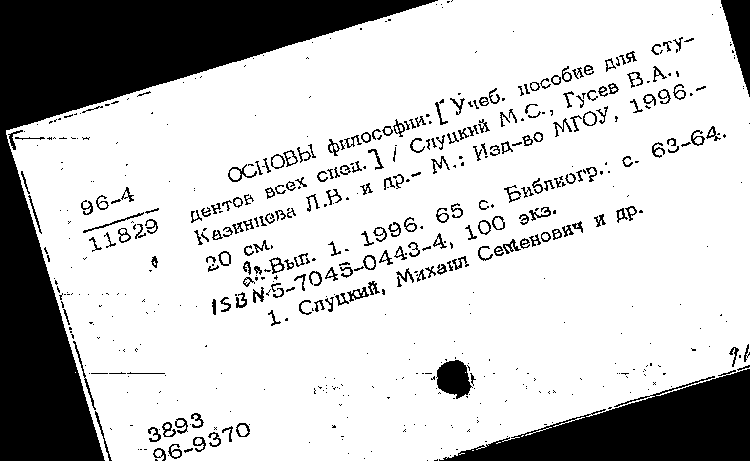 96-4
11829
ОСНОВЫ философии: [Учеб. пособие для сту-
дентов всех спец.] / Слуцкий М.С., Гусев В.А.,
Казинцева Л.В. и др.- М.: Изд-во МГОУ, 1996.-
20 см.
Вып. 1. 1996. 65 с. Библиогр.: с. 63-64.
ISBN 5-7045-0443-4, 100 экз.
1. Слуцкий, Михаил Семенович и др.
3893
96-9370